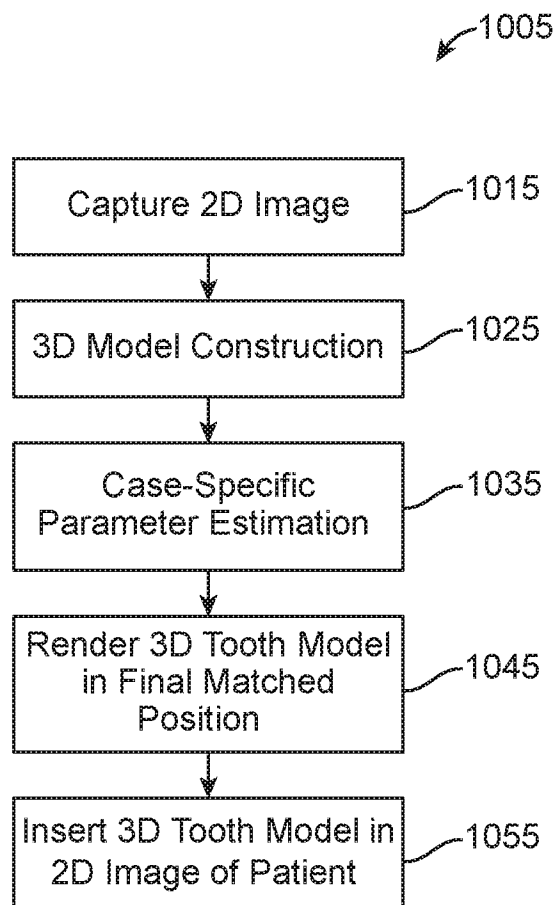 1005
Capture 2D Image
1015
3D Model Construction
1025
Case-Specific
Parameter Estimation
1035
Render 3D Tooth Model
in Final Matched
Position
1045
Insert 3D Tooth Model in
2D Image of Patient
1055